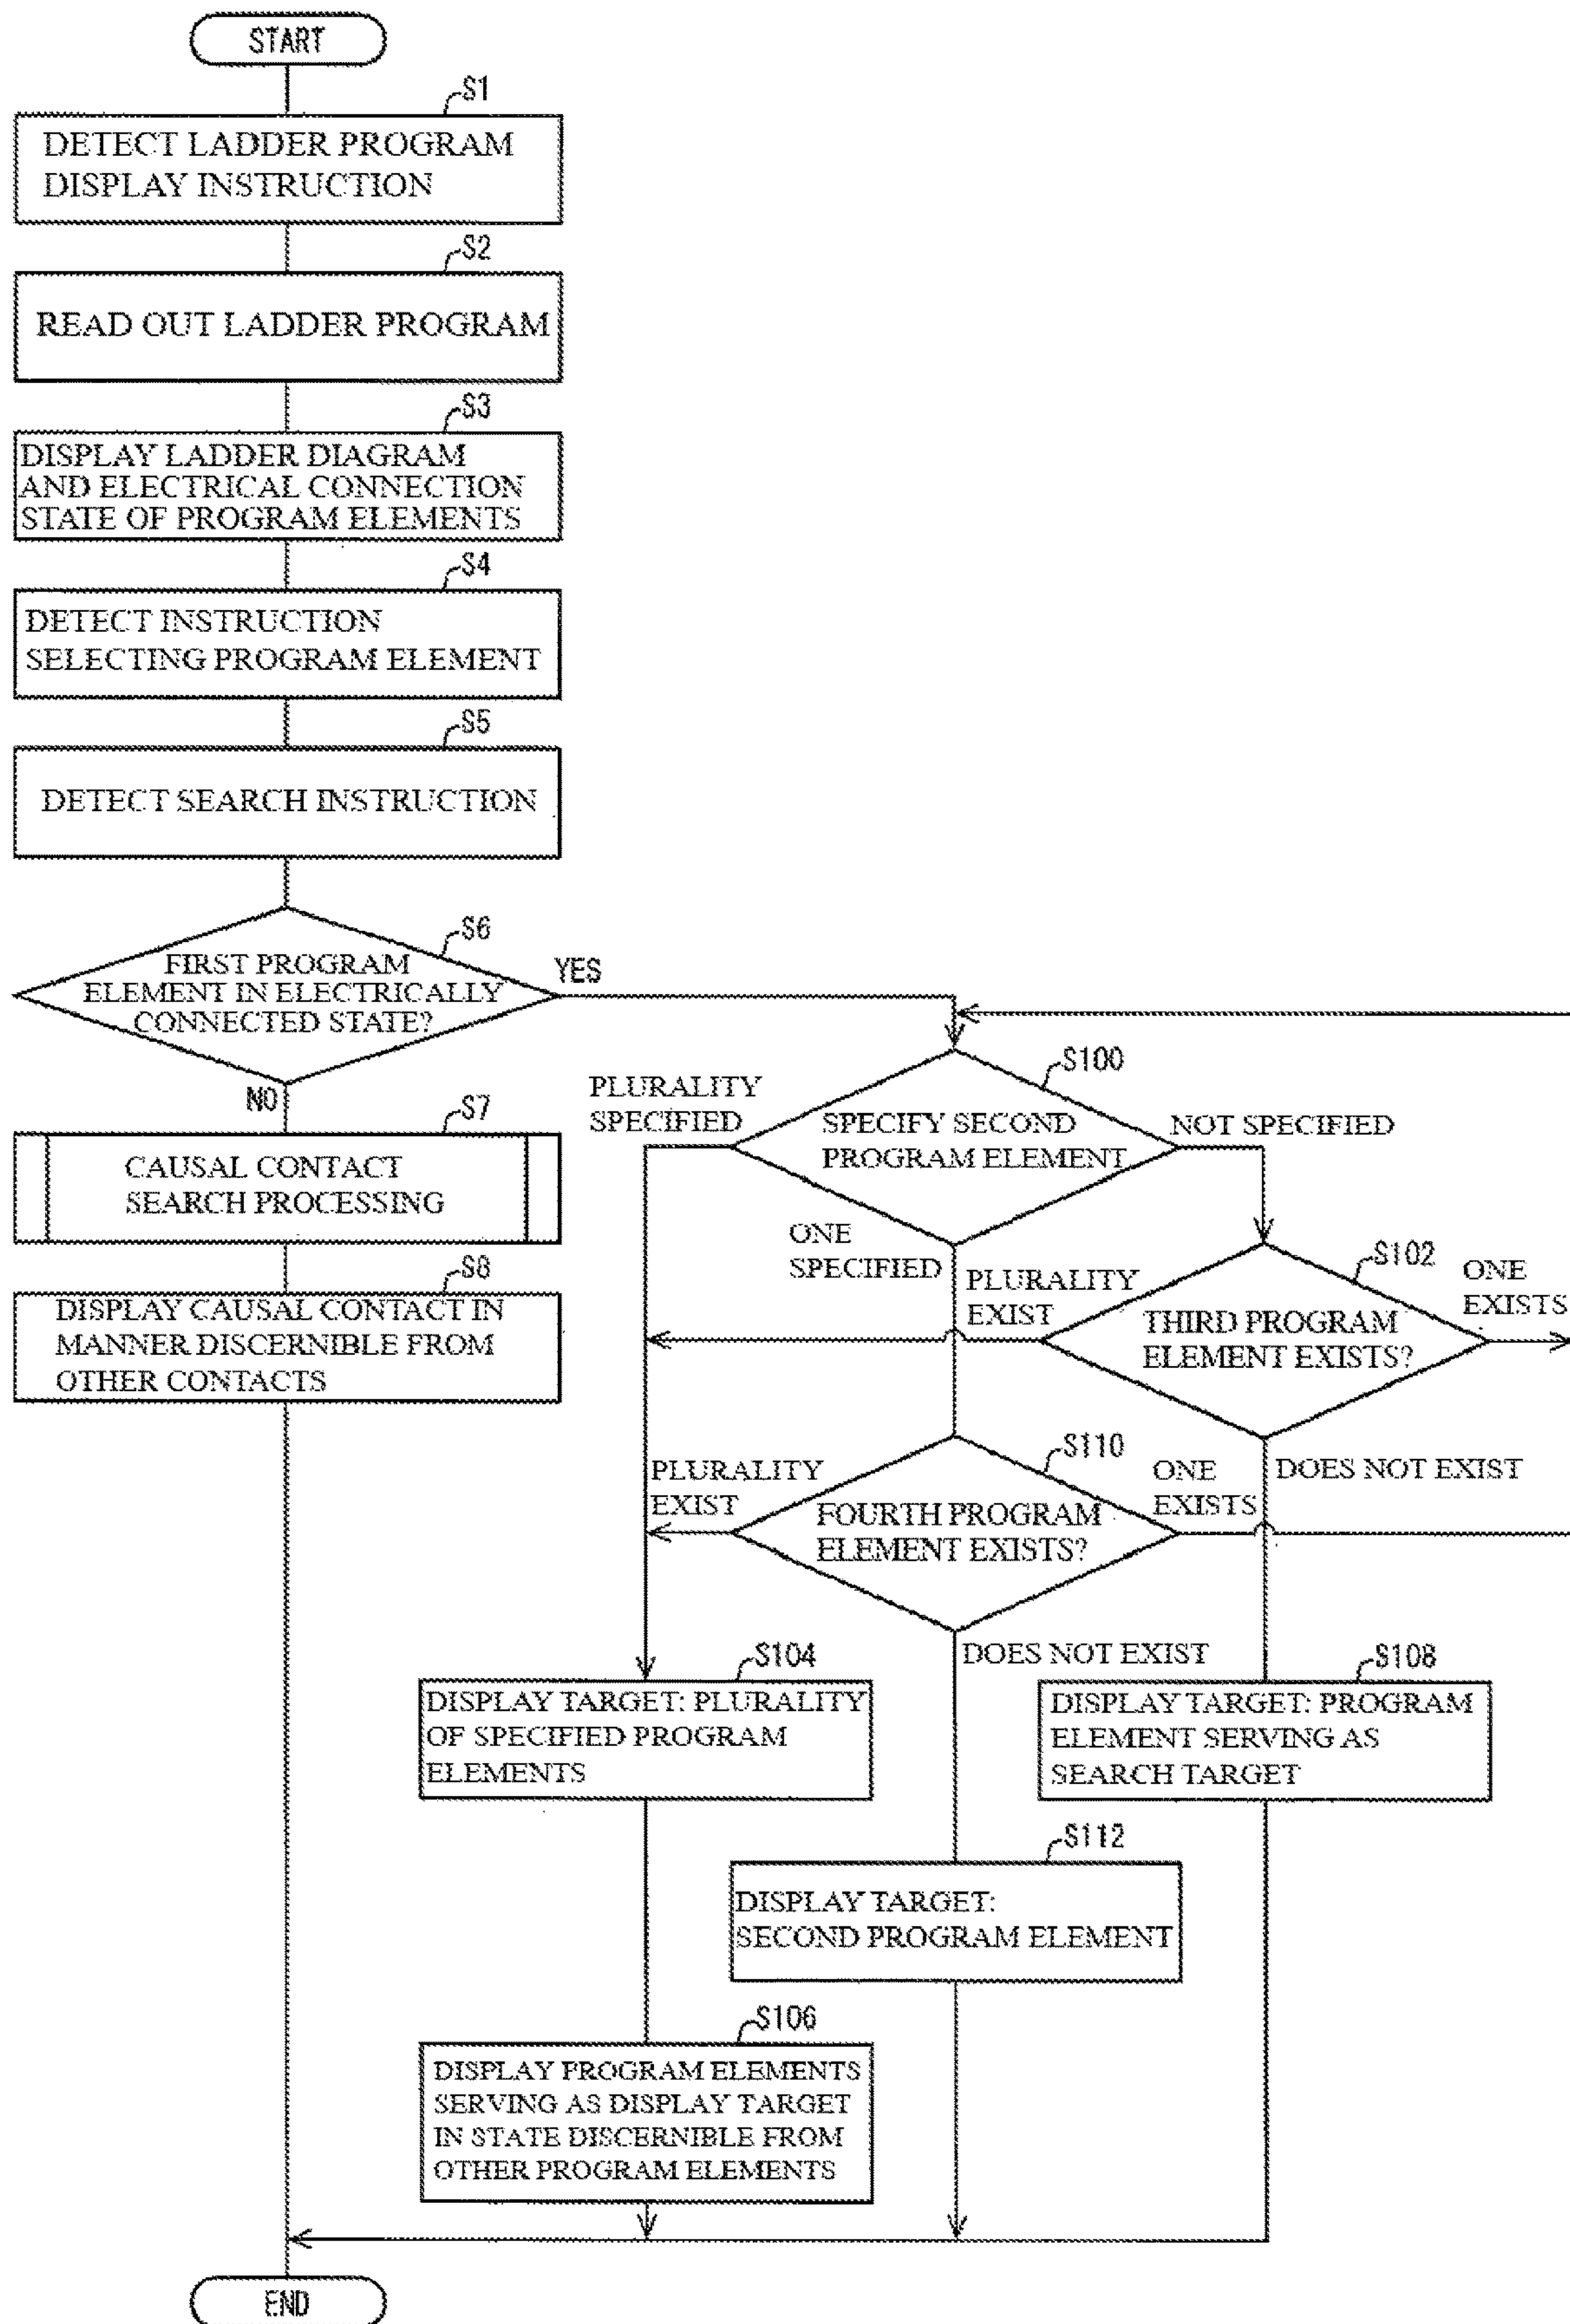 START
S1
DETECT LADDER PROGRAM
DISPLAY INSTRUCTION
S2
READ OUT LADDER PROGRAM
S3
DISPLAY LADDER DIAGRAM
AND ELECTRICAL CONNECTION
STATE OF PROGRAM ELEMENTS
S4
DETECT INSTRUCTION
SELECTING PROGRAM ELEMENT
S5
DETECT SEARCH INSTRUCTION
S6
FIRST PROGRAM
ELEMENT IN ELECTRICALLY
CONNECTED STATE?
YES
NO
S7
CAUSAL CONTACT
SEARCH PROCESSING
S8
DISPLAY CAUSAL CONTACT IN
MANNER DISCERNIBLE FROM
OTHER CONTACTS
S100
SPECIFY SECOND
PROGRAM ELEMENT
PLURALITY
SPECIFIED
NOT SPECIFIED
ONE
SPECIFIED
S102
THIRD PROGRAM
ELEMENT EXISTS?
PLURALITY
EXIST
ONE
EXISTS
DOES NOT EXIST
S110
FOURTH PROGRAM
ELEMENT EXISTS?
PLURALITY
EXIST
ONE
EXISTS
DOES NOT EXIST
S104
DISPLAY TARGET: PLURALITY
OF SPECIFIED PROGRAM
ELEMENTS
S108
DISPLAY TARGET: PROGRAM
ELEMENT SERVING AS
SEARCH TARGET
S112
DISPLAY TARGET:
SECOND PROGRAM ELEMENT
S106
DISPLAY PROGRAM ELEMENTS
SERVING AS DISPLAY TARGET
IN STATE DISCERNIBLE FROM
OTHER PROGRAM ELEMENTS
END